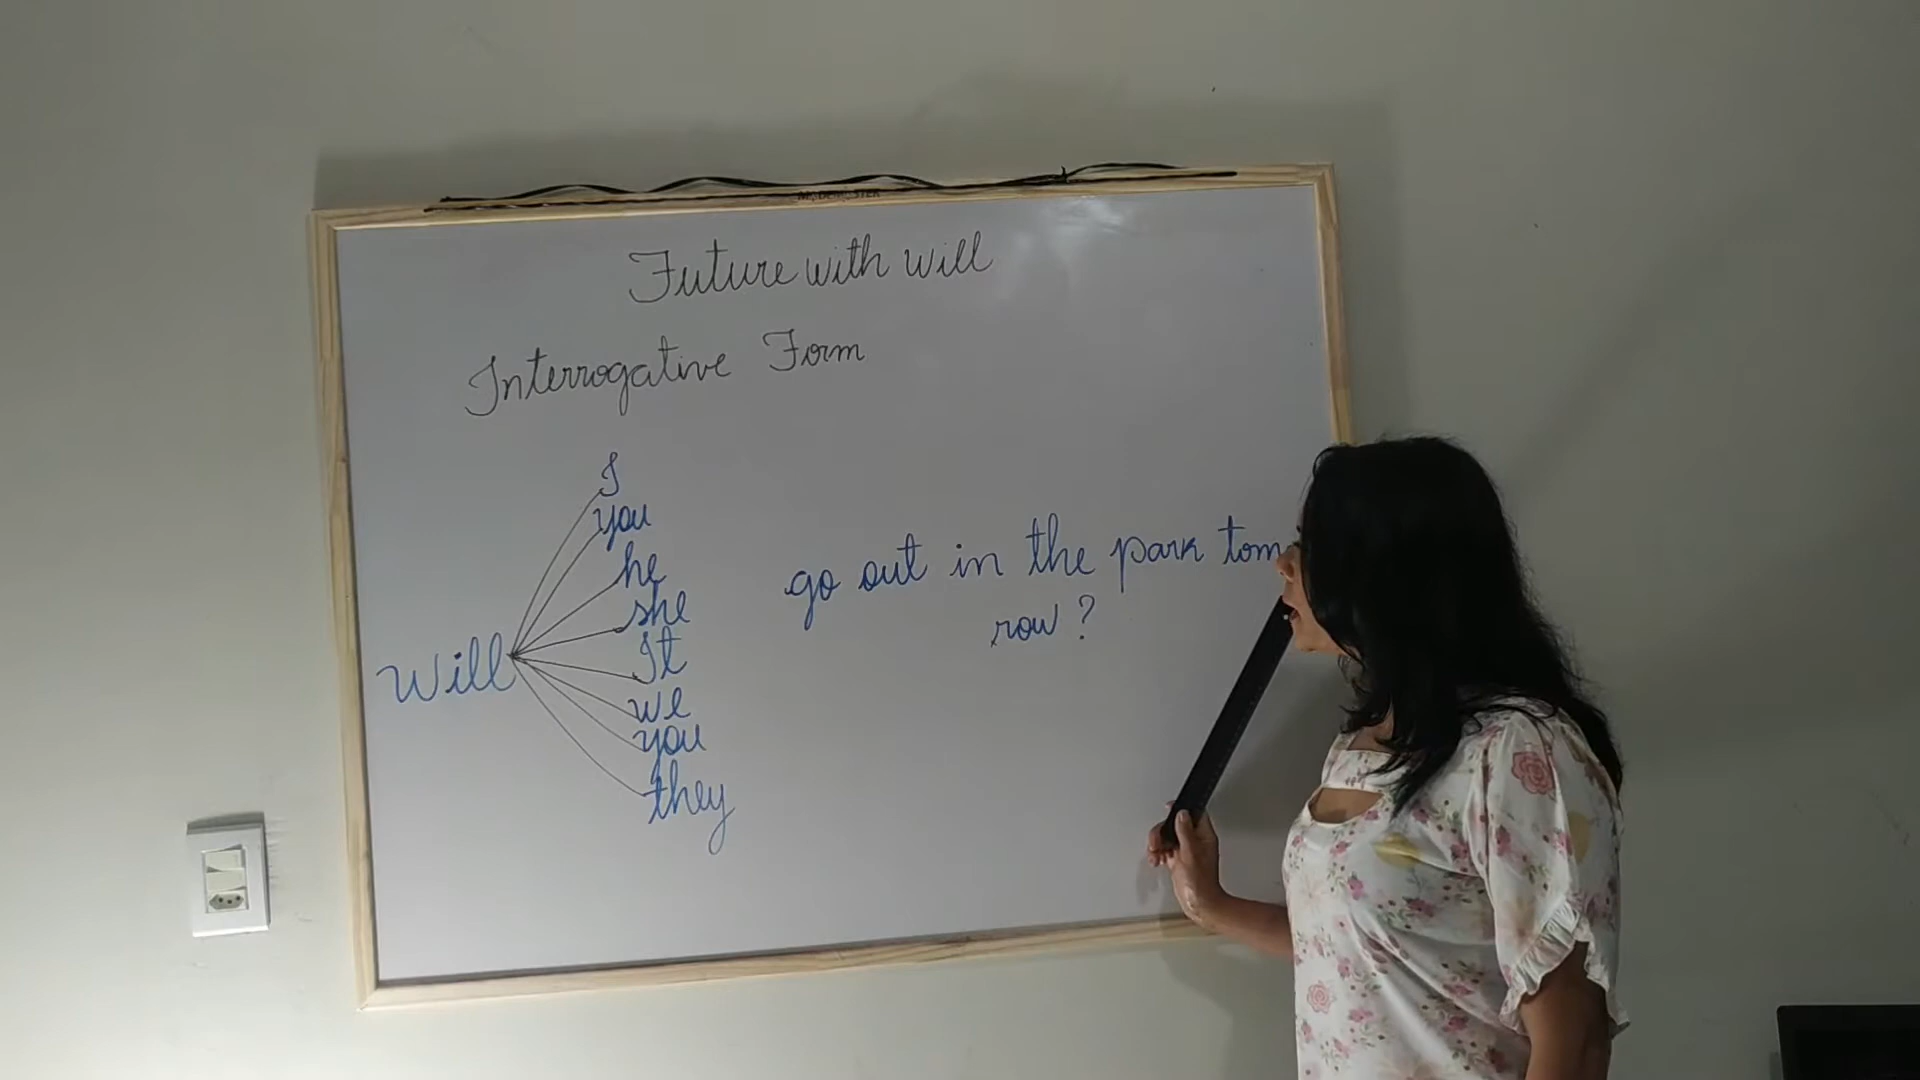 Future with will
Interrogative Form
I
you
he
she
It
we
you
they
Will
go out in the park tom
row ?